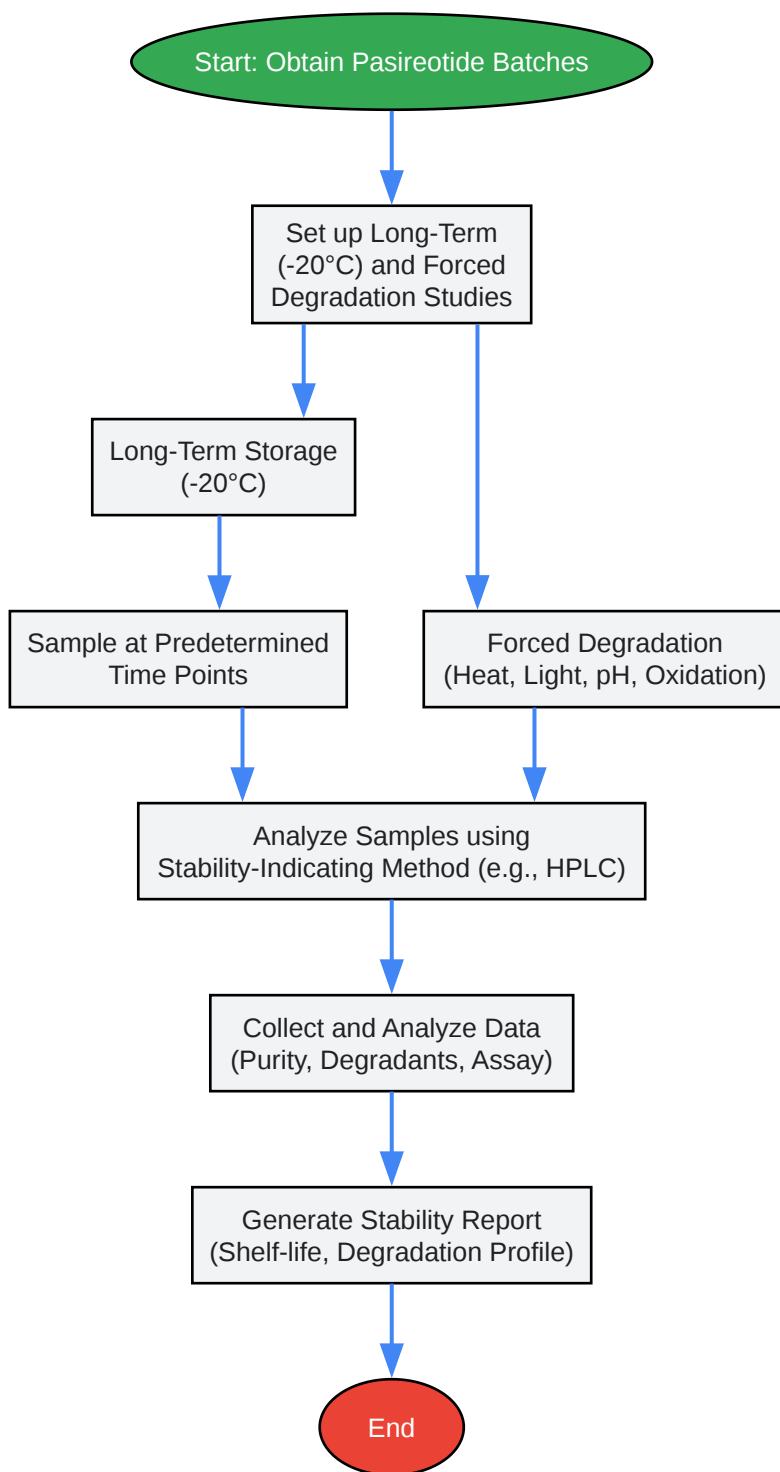 Start: Obtain Pasireotide Batches
Set up Long-Term
(-20°C) and Forced
Degradation Studies
Long-Term Storage
(-20°C)
Sample at Predetermined
Time Points
Forced Degradation
(Heat, Light, pH, Oxidation)
Analyze Samples using
Stability-Indicating Method (e.g., HPLC)
Collect and Analyze Data
(Purity, Degradants, Assay)
Generate Stability Report
(Shelf-life, Degradation Profile)
End